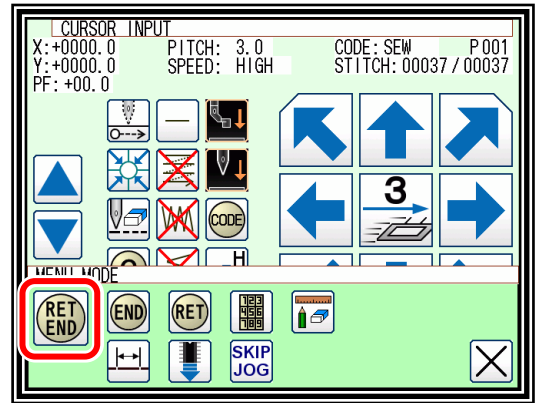 CURSOR INPUT
X:+0000.0 PITCH: 3.0 CODE:SEW P001
Y:+0000.0 SPEED: HIGH STITCH:00037/00037
PF:+00.0
3
CODE
H
MENU MODE
RET END
END
RET
123
456
789
SKIP
JOG